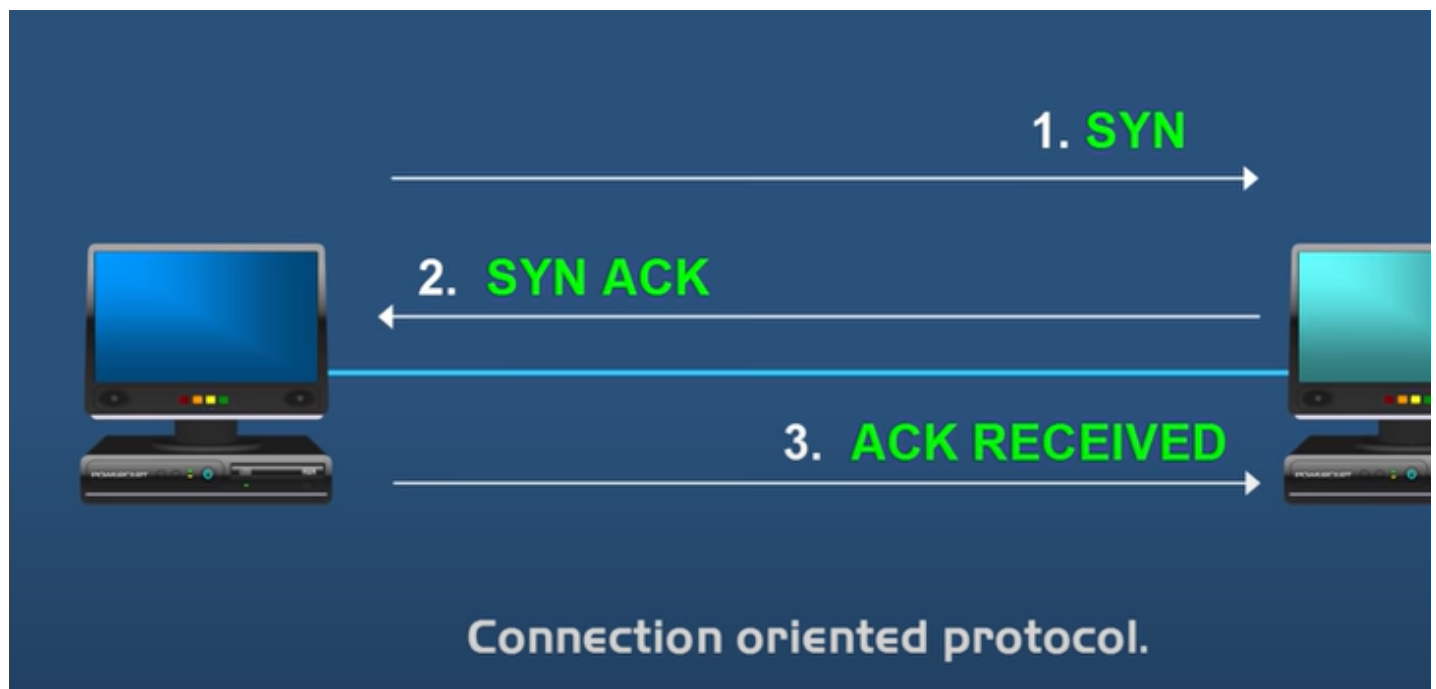 1. SYN
2. SYN ACK
3. ACK RECEIVED
Connection oriented protocol.